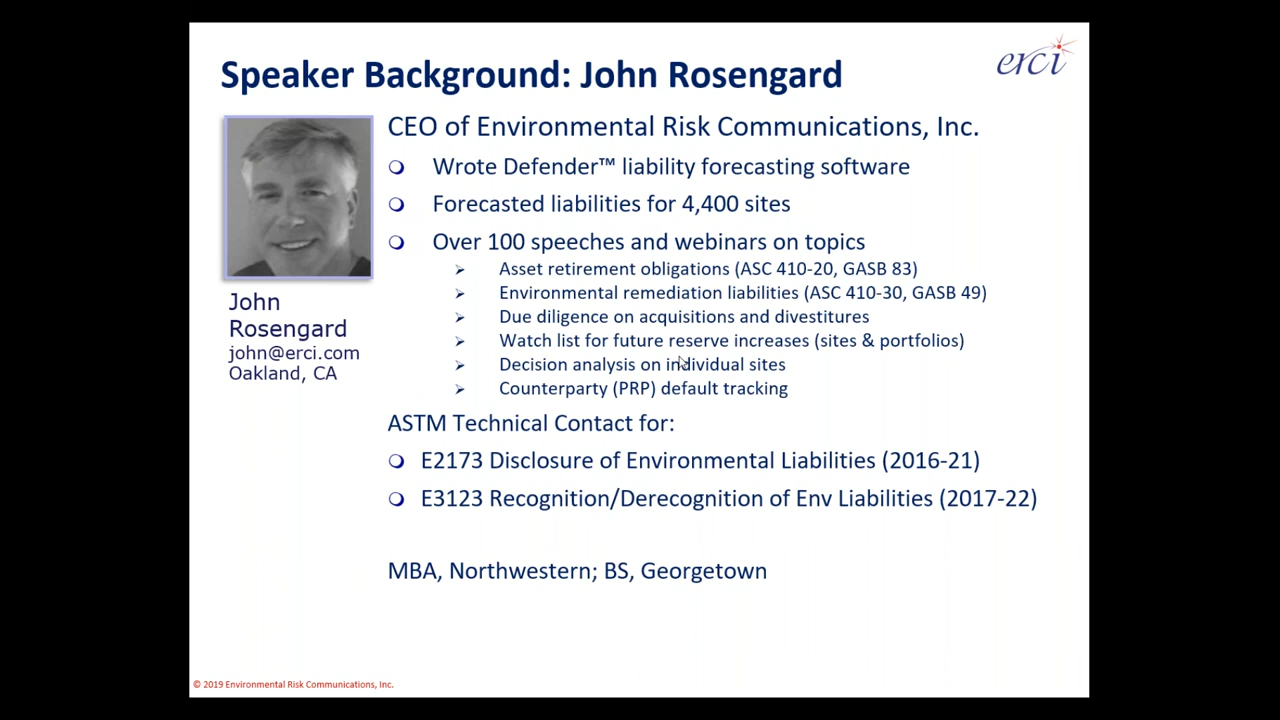 Speaker Background: John Rosengard
erci
CEO of Environmental Risk Communications, Inc.
Wrote Defender™ liability forecasting software
Forecasted liabilities for 4,400 sites
Over 100 speeches and webinars on topics
Asset retirement obligations (ASC 410-20, GASB 83)
Environmental remediation liabilities (ASC 410-30, GASB 49)
Due diligence on acquisitions and divestitures
Watch list for future reserve increases (sites & portfolios)
Decision analysis on individual sites
Counterparty (PRP) default tracking
John
Rosengard
john@erci.com
Oakland, CA
ASTM Technical Contact for:
E2173 Disclosure of Environmental Liabilities (2016-21)
E3123 Recognition/Derecognition of Env Liabilities (2017-22)
MBA, Northwestern; BS, Georgetown
© 2019 Environmental Risk Communications, Inc.